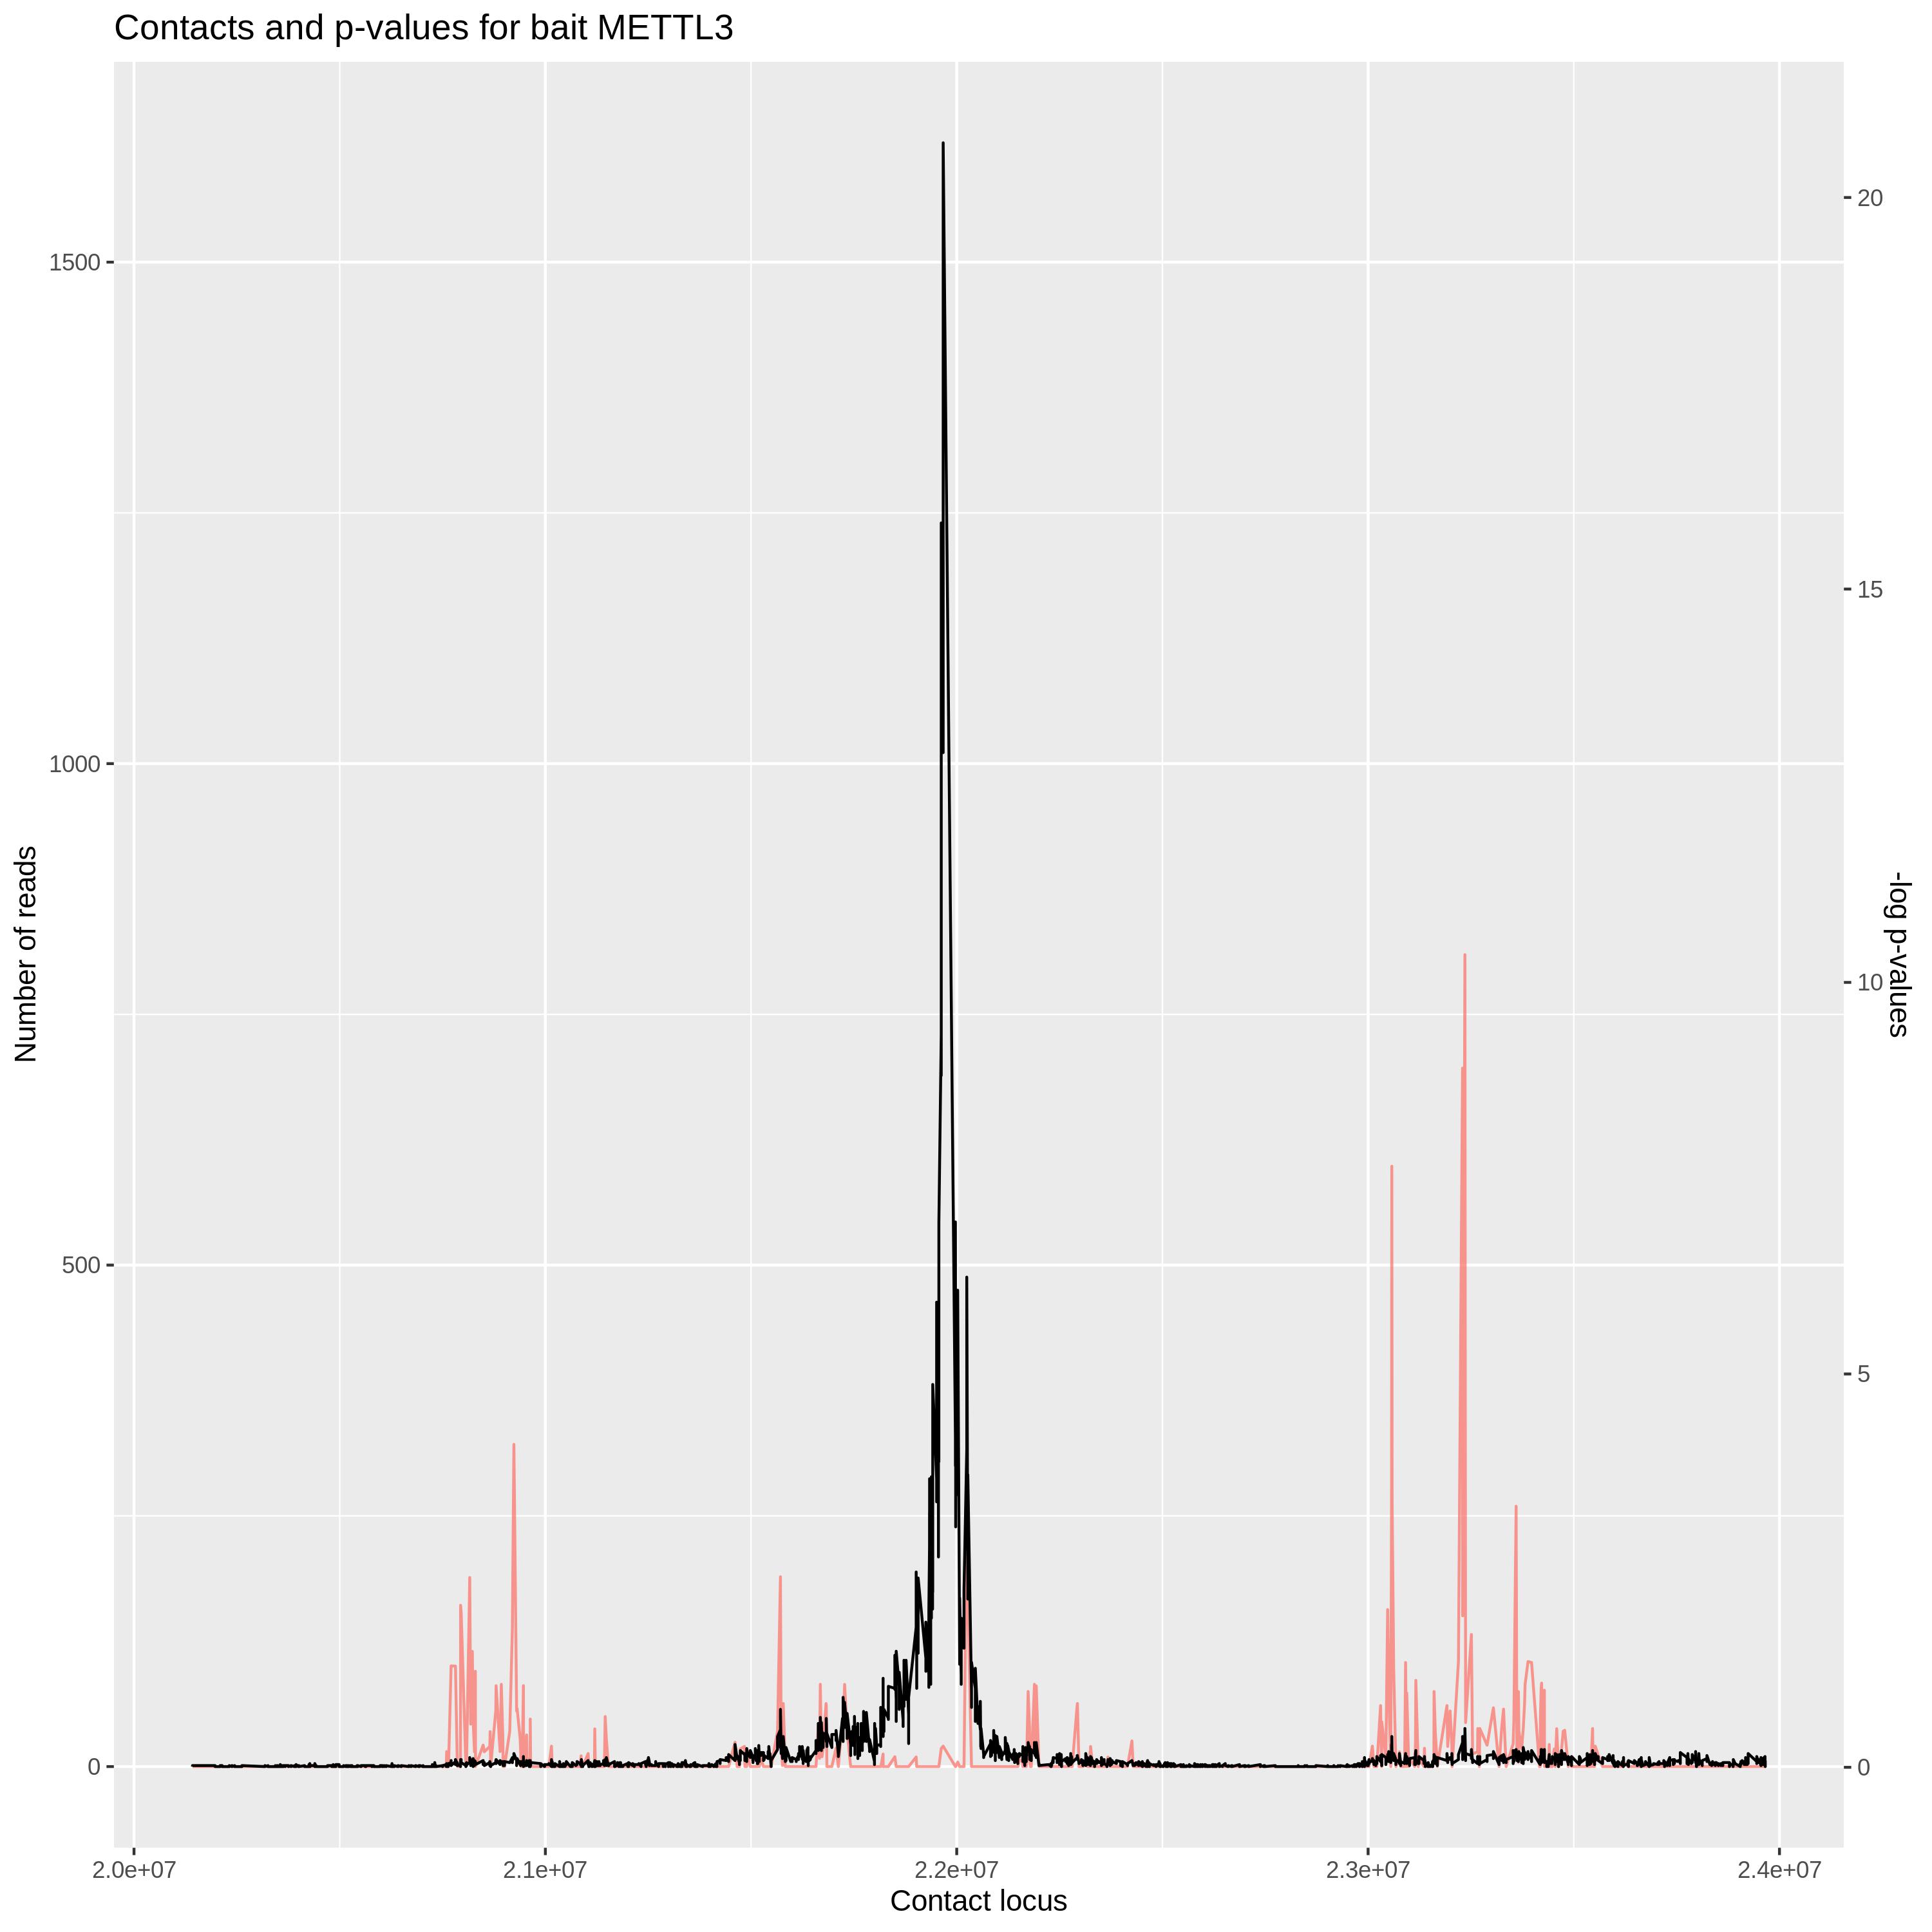 Contacts and p-values for bait METTL3
1500
1000
500
0
Number of reads
20
15
10
5
0
-log p-values
2.0e+07
2.1e+07
2.2e+07
2.3e+07
2.4e+07
Contact locus